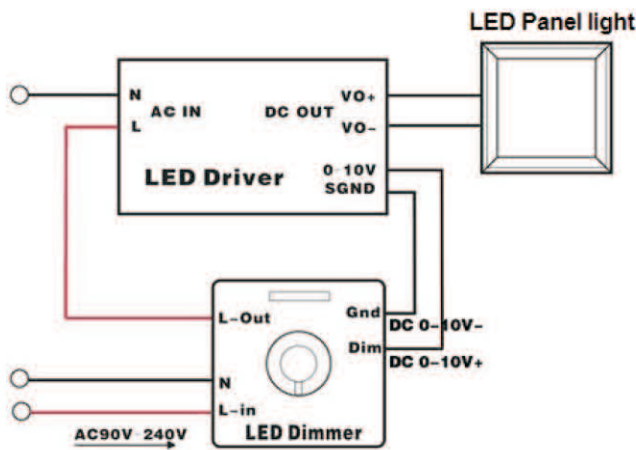 LED Panel light
N
AC IN
DC OUT
VO+
L
VO-
LED Driver
0-10V
SGND
L-Out
Gnd
DC 0-10V-
Dim
DC 0-10V+
N
L-in
AC90V-240V
LED Dimmer